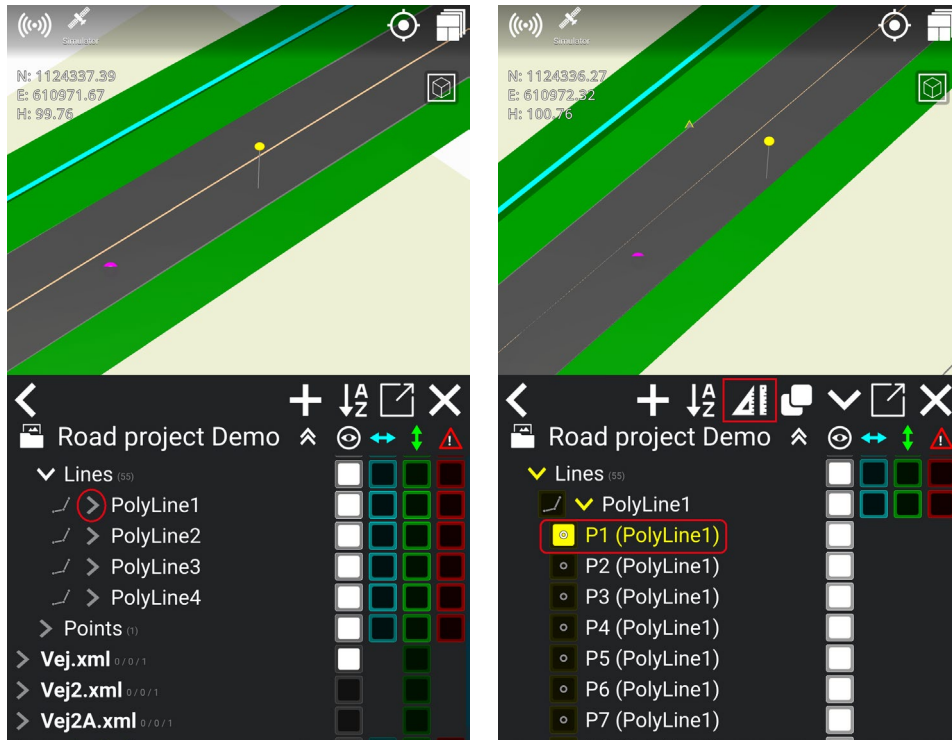 Simulator
N: 1124337.39
E: 610971.67
H: 99.76
Road project Demo
Lines (55)
PolyLine1
PolyLine2
PolyLine3
PolyLine4
Points (1)
Vej.xml 0/0/1
Vej2.xml 0/0/1
Vej2A.xml 0/0/1
Simulator
N: 1124336.27
E: 610972.32
H: 100.76
Road project Demo
Lines (55)
PolyLine1
P1 (PolyLine1)
P2 (PolyLine1)
P3 (PolyLine1)
P4 (PolyLine1)
P5 (PolyLine1)
P6 (PolyLine1)
P7 (PolyLine1)